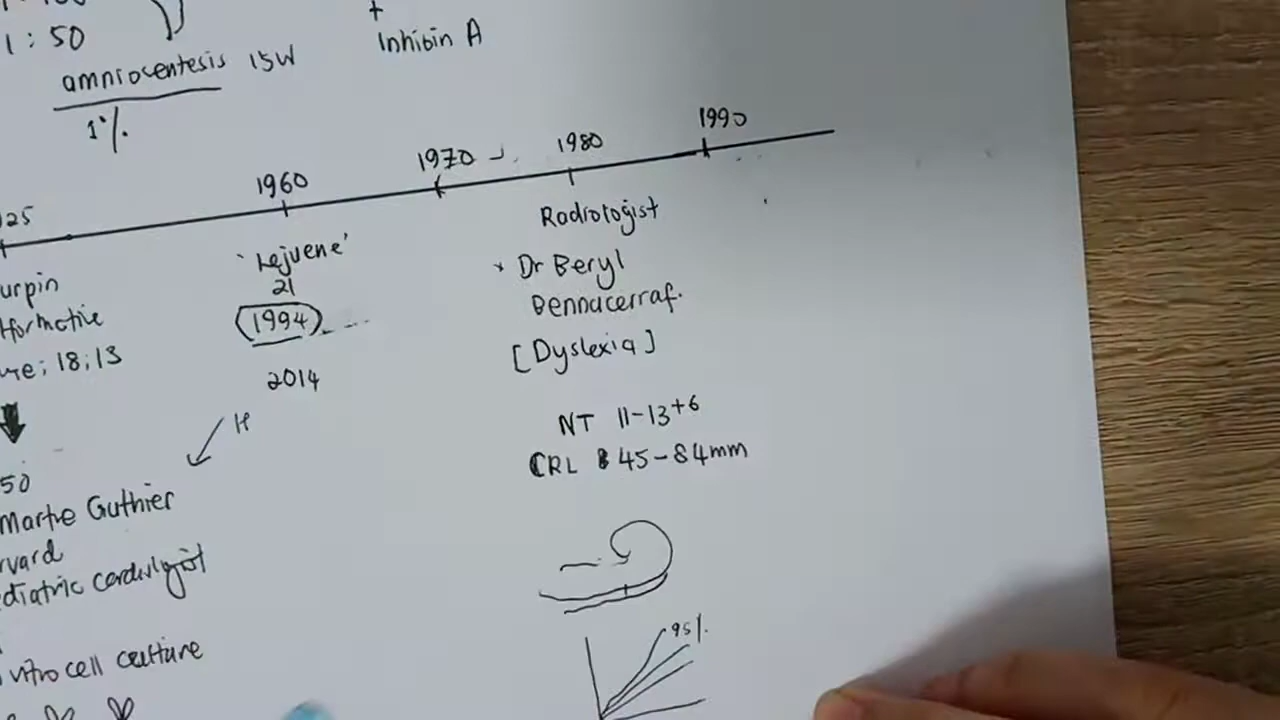 1 : 50
amniocentesis 15W
1%
+
Inhibin A
1960
1970
1980
1990
25
urpin
formative
18; 13
'Lejuene'
21
1994
2014
Radiologist
* Dr Beryl
Bennacerraf.
[Dyslexia]
NT 11-13+6
CRL 45-84mm
95%
50
Marthe Guthier
rvard
diatric cardiologist
vitro cell culture